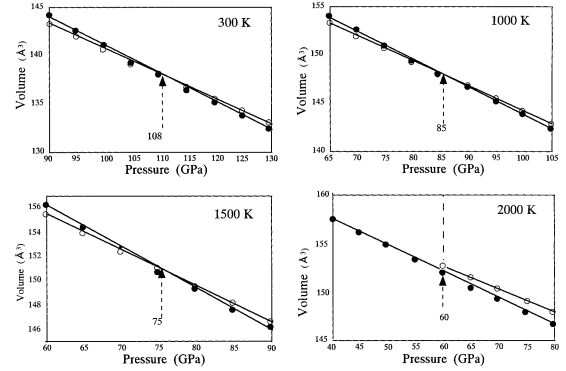 300 K
145
140
135
130
Volume (Å³)
90 95 100 105 110 115 120 125 130
Pressure (GPa)
108
1000 K
155
150
145
140
Volume (Å³)
65 70 75 80 85 90 95 100 105
Pressure (GPa)
85
1500 K
156
154
152
150
148
146
Volume (Å³)
60 65 70 75 80 85 90
Pressure (GPa)
75
2000 K
160
155
150
145
Volume (Å³)
40 45 50 55 60 65 70 75 80
Pressure (GPa)
60